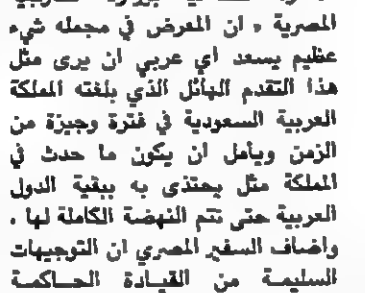 المصرية « ان المعرض في مجمله شيء
عظيم يسعد اي عربي ان يرى مثل
هذا التقدم الهائل الذي بلغته المملكة
العربية السعودية في فترة وجيزة من
الزمن ويأمل ان يكون ما حدث في
المملكة مثل يحتذى به ببقية الدول
العربية حتى تتم النهضة الكاملة لها .
واضاف السفير المصري ان التوجيهات
السليمة من القيادة الحاكمة